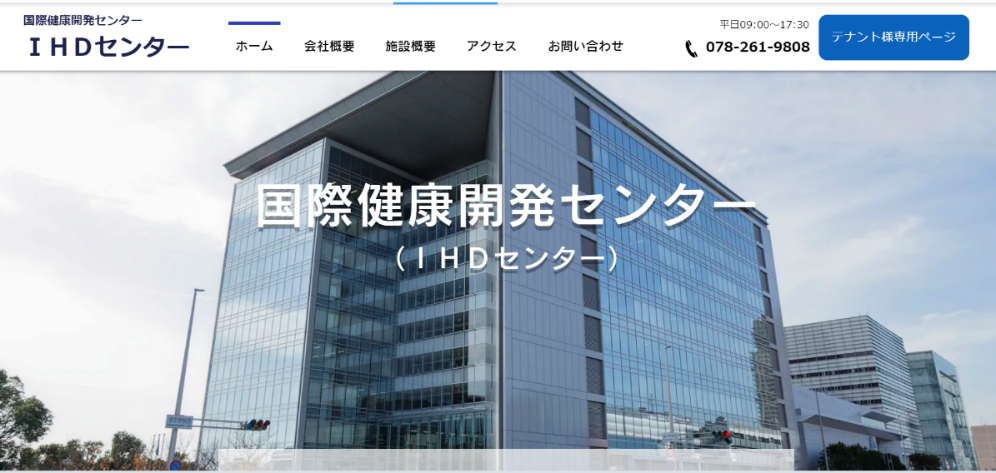 国際健康開発センター
IHDセンター
ホーム
会社概要
施設概要
アクセス
お問い合わせ
平日09:00～17:30
078-261-9808
テナント様専用ページ
国際健康開発センター
（IHDセンター）